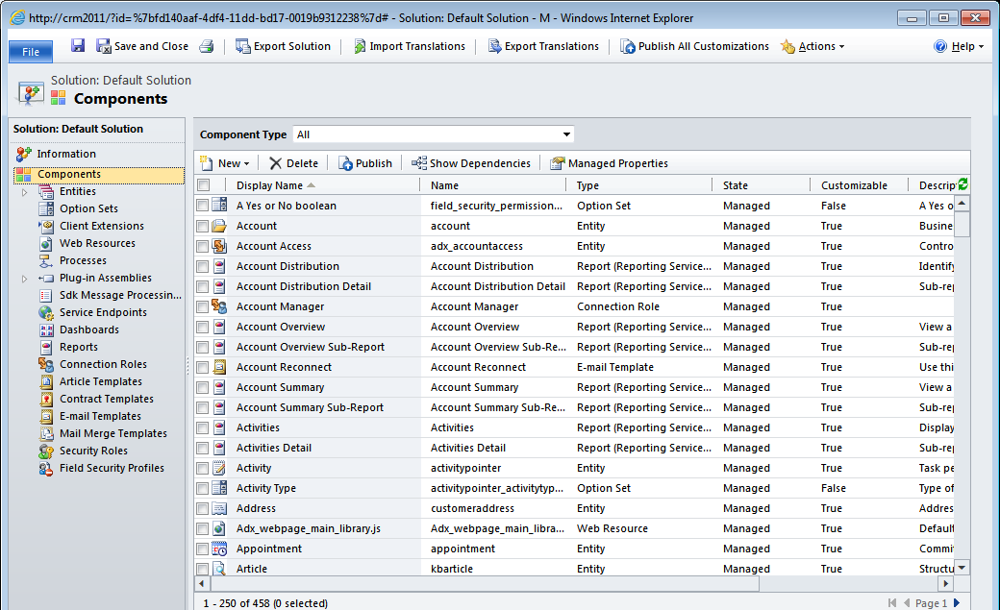 http://crm2011/?id=%7bfd140aaf-4df4-11dd-bd17-0019b9312238%7d# - Solution: Default Solution - M - Windows Internet Explorer
File Save and Close Export Solution Import Translations Export Translations Publish All Customizations Actions Help
Solution: Default Solution
Components
Solution: Default Solution
Information
Components
Entities
Option Sets
Client Extensions
Web Resources
Processes
Plug-in Assemblies
Sdk Message Processin...
Service Endpoints
Dashboards
Reports
Connection Roles
Article Templates
Contract Templates
E-mail Templates
Mail Merge Templates
Security Roles
Field Security Profiles
Component Type All
New Delete Publish Show Dependencies Managed Properties
Display Name Name Type State Customizable Descrip
A Yes or No boolean field_security_permission... Option Set Managed False A Yes o
Account account Entity Managed True Busine
Account Access adx_accountaccess Entity Managed True Contro
Account Distribution Account Distribution Report (Reporting Service... Managed True Identify
Account Distribution Detail Account Distribution Detail Report (Reporting Service... Managed True Sub-rep
Account Manager Account Manager Connection Role Managed True
Account Overview Account Overview Report (Reporting Service... Managed True View a
Account Overview Sub-Report Account Overview Sub-Re... Report (Reporting Service... Managed True Sub-rep
Account Reconnect Account Reconnect E-mail Template Managed True Use thi
Account Summary Account Summary Report (Reporting Service... Managed True View a
Account Summary Sub-Report Account Summary Sub-Re... Report (Reporting Service... Managed True Sub-rep
Activities Activities Report (Reporting Service... Managed True Display
Activities Detail Activities Detail Report (Reporting Service... Managed True Sub-rep
Activity activitypointer Entity Managed True Task pe
Activity Type activitypointer_activitytyp... Option Set Managed False Type of
Address customeraddress Entity Managed True Addres
Adx_webpage_main_library.js Adx_webpage_main_libra... Web Resource Managed True Default
Appointment appointment Entity Managed True Commi
Article kbarticle Entity Managed True Structu
1 - 250 of 458 (0 selected) Page 1